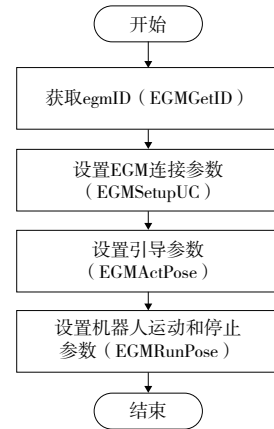 开始
获取egmID（EGMGetID）
设置EGM连接参数
（EGMSetupUC）
设置引导参数
（EGMActPose）
设置机器人运动和停止
参数（EGMRunPose）
结束